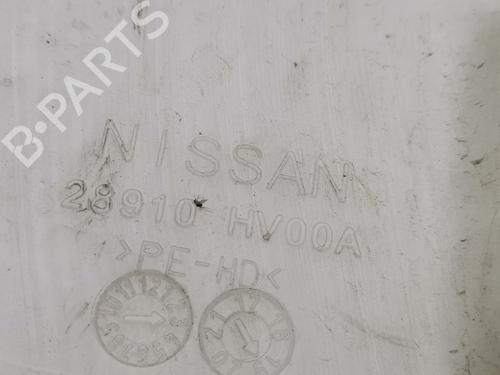 B·PARTS
NISSAN
28910 HV00A
>PE-HD<